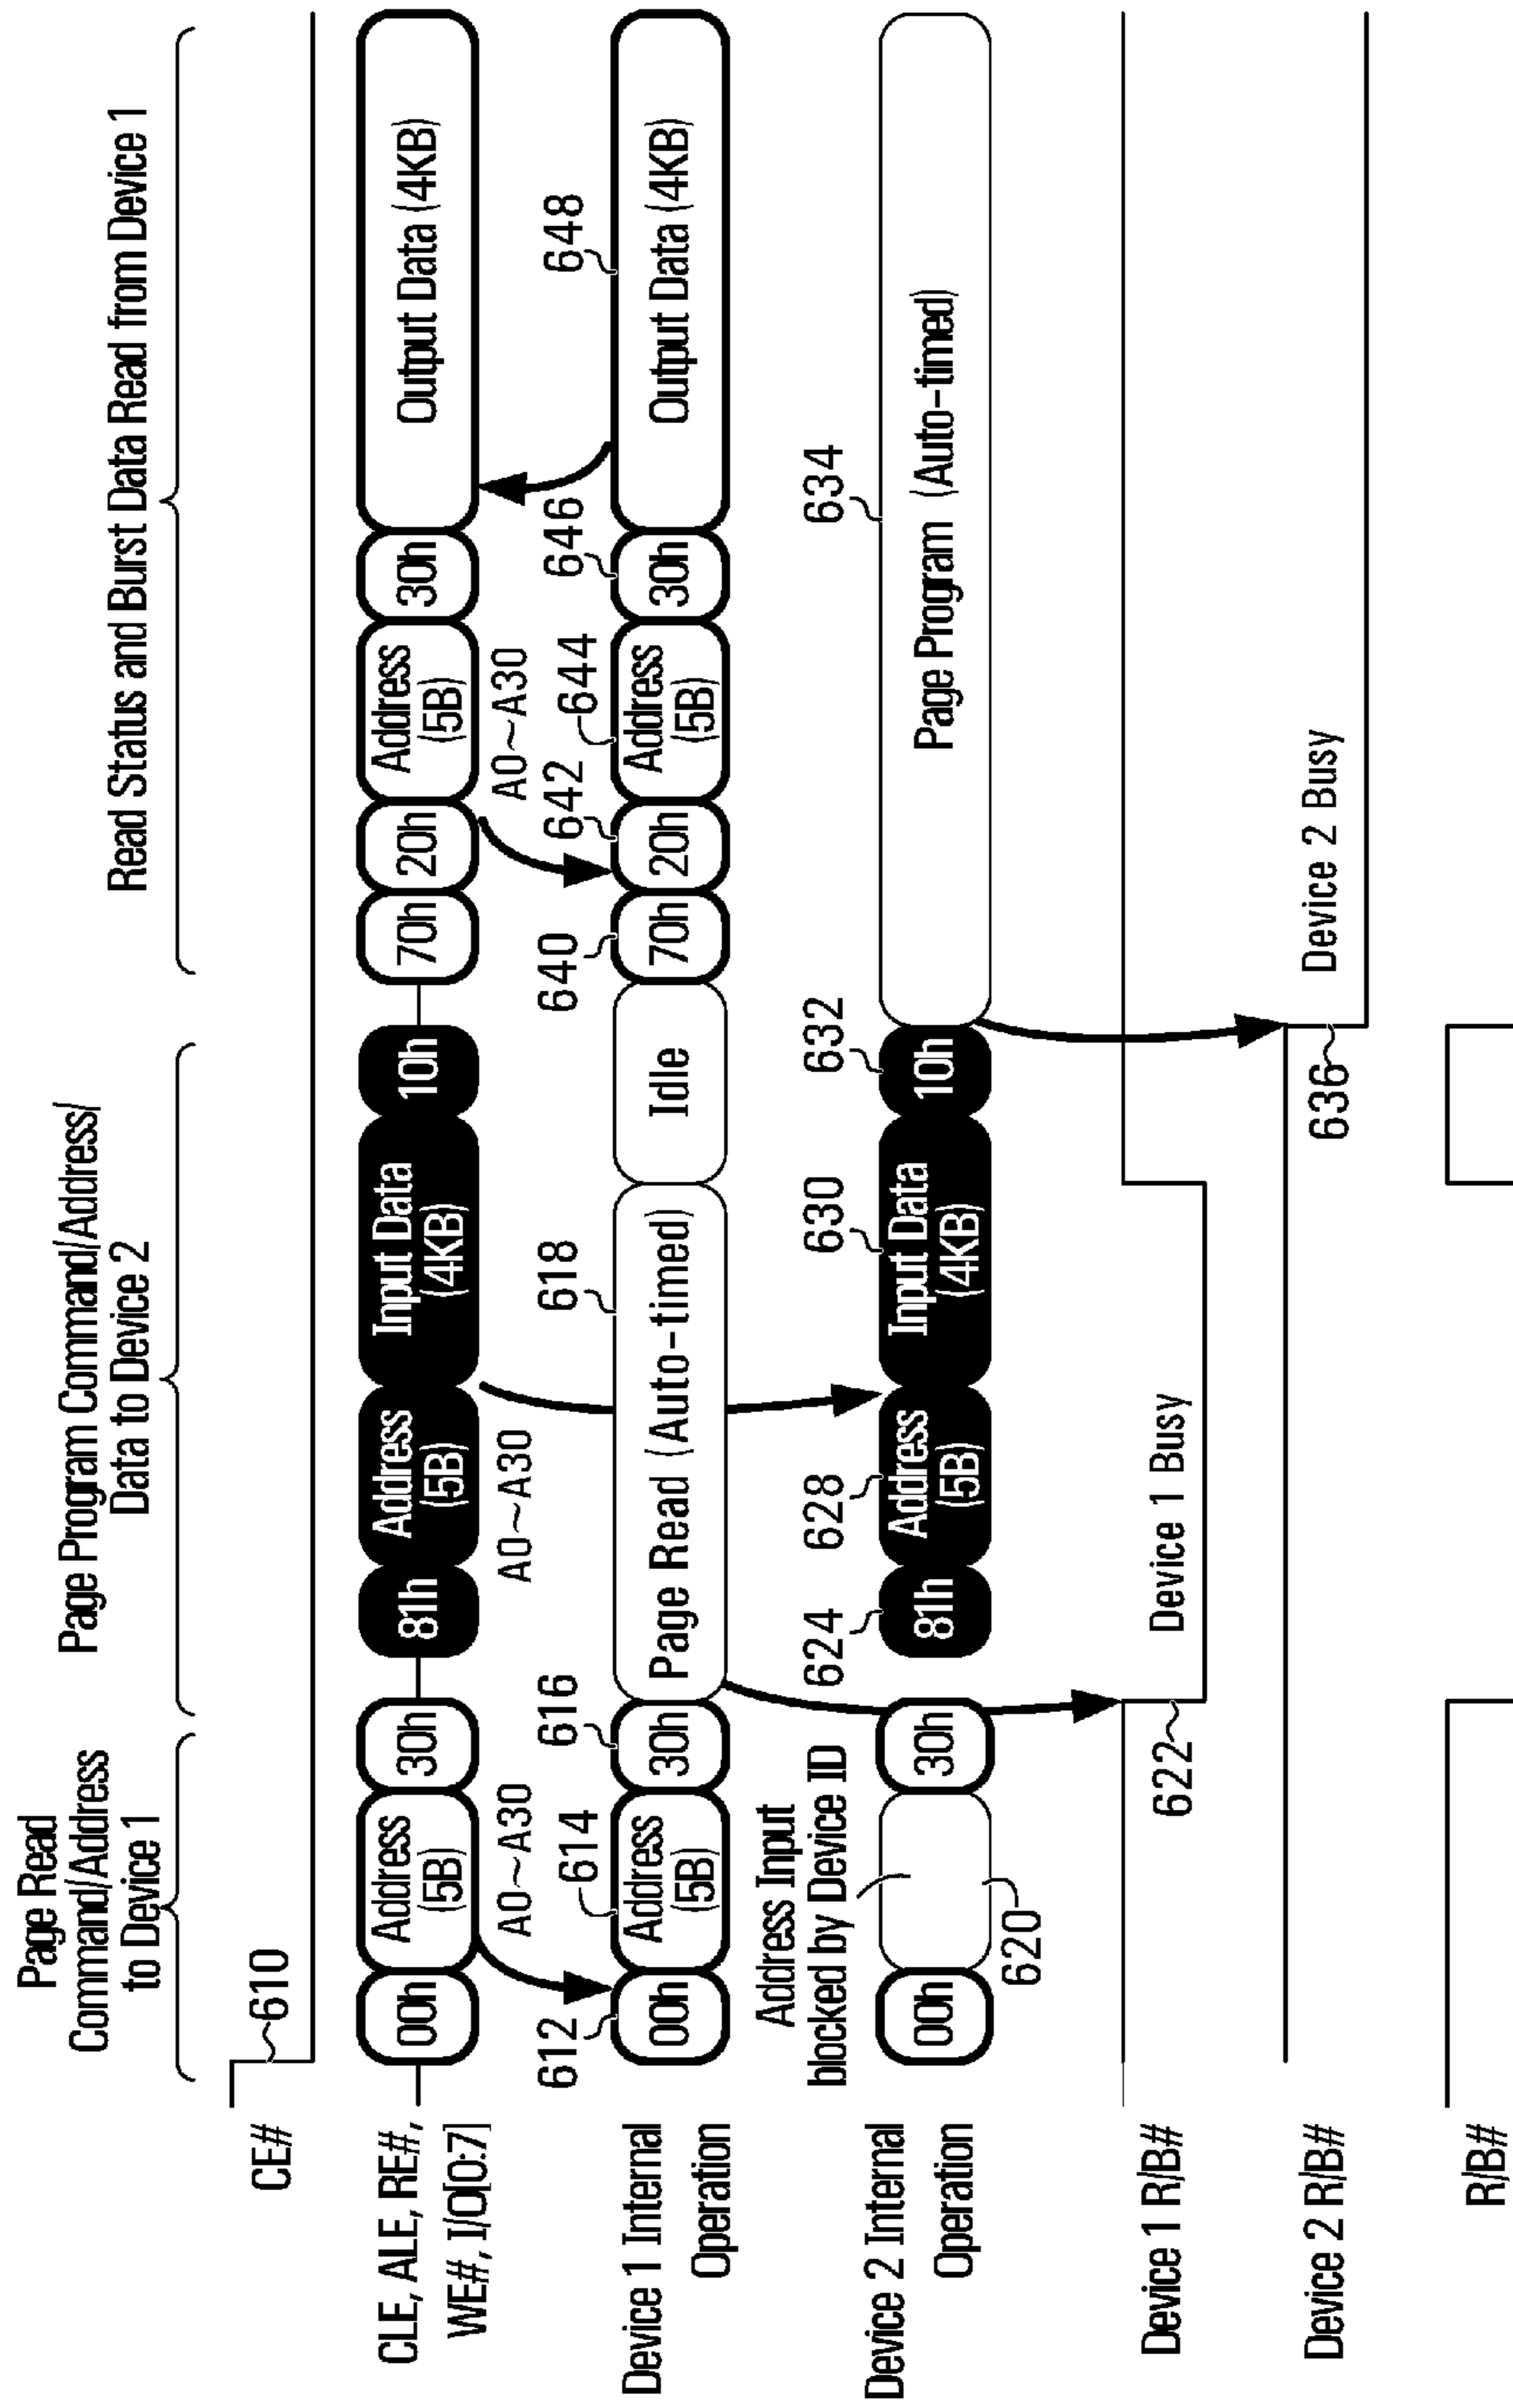 Page Read
Command/Address
to Device 1
Page Program Command/Address/
Data to Device 2
Read Status and Burst Data Read from Device 1
CE#
610
CLE, ALE, RE#,
WE#, I/O[0:7]
00h
Address
(5B)
30h
81h
Address
(5B)
Input Data
(4KB)
10h
70h
20h
Address
(5B)
30h
Output Data (4KB)
A0~A30
A0~A30
A0~A30
612
614
616
618
640
642
644
646
648
Device 1 Internal
Operation
00h
Address
(5B)
30h
Page Read (Auto-timed)
Idle
70h
20h
Address
(5B)
30h
Output Data (4KB)
Address Input
blocked by Device ID
624
628
630
632
634
Device 2 Internal
Operation
00h
30h
81h
Address
(5B)
Input Data
(4KB)
10h
Page Program (Auto-timed)
620
Device 1 R/B#
622
Device 1 Busy
Device 2 R/B#
636
Device 2 Busy
R/B#